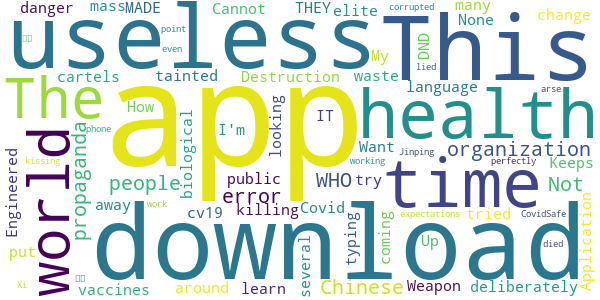 danger mass MADE Cannot THEY elite many None change
useless This
point corrupted
even lied DND
cartels tainted Destruction My waste
The app language health
How I'm looking IT
phone
world propaganda biological
Want organization
kissing working Jinping perfectly arse
Engineered people public WHO try time Keeps Not
error
away cv19 killing Covid
work expectations CovidSafe
put download typing coming Up tried died Application
several
Xi vaccines around learn Chinese Weapon deliberately